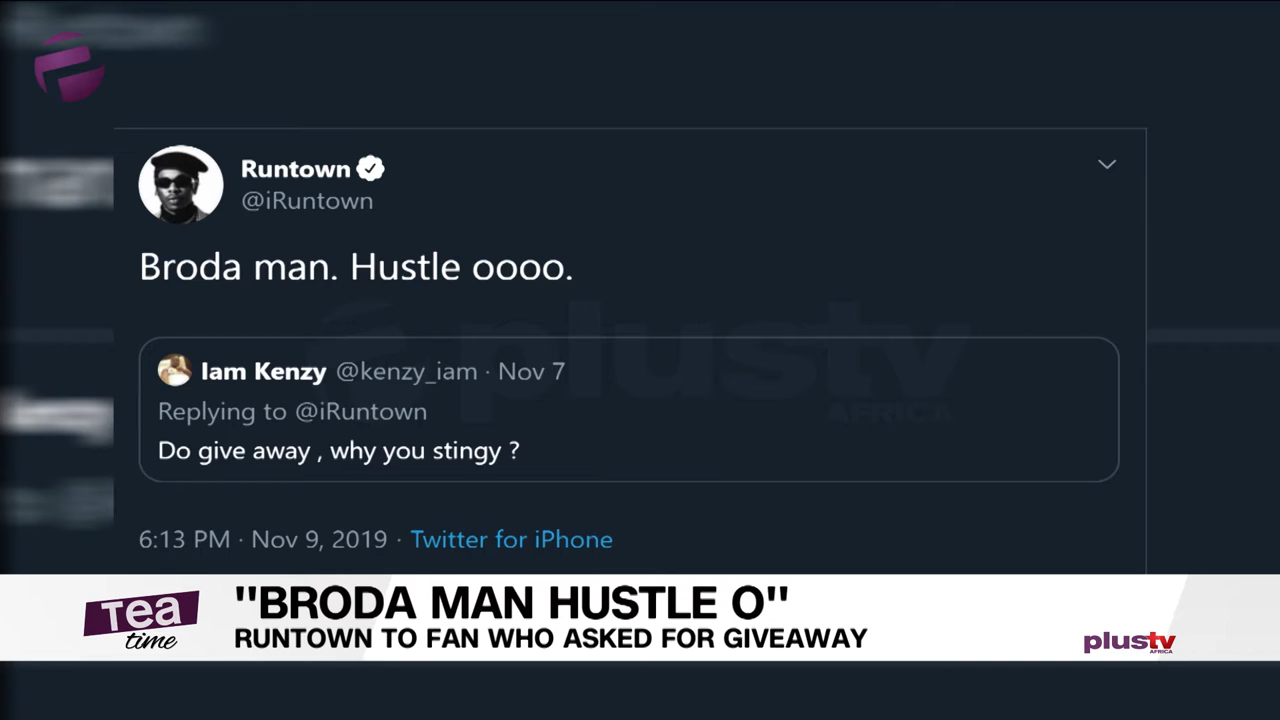 Runtown
@iRuntown
Broda man. Hustle oooo.
Iam Kenzy @kenzy_iam · Nov 7
Replying to @iRuntown
Do give away , why you stingy ?
6:13 PM · Nov 9, 2019 · Twitter for iPhone
plustv
AFRICA
Tea
time
"BRODA MAN HUSTLE O"
RUNTOWN TO FAN WHO ASKED FOR GIVEAWAY
plustv
AFRICA